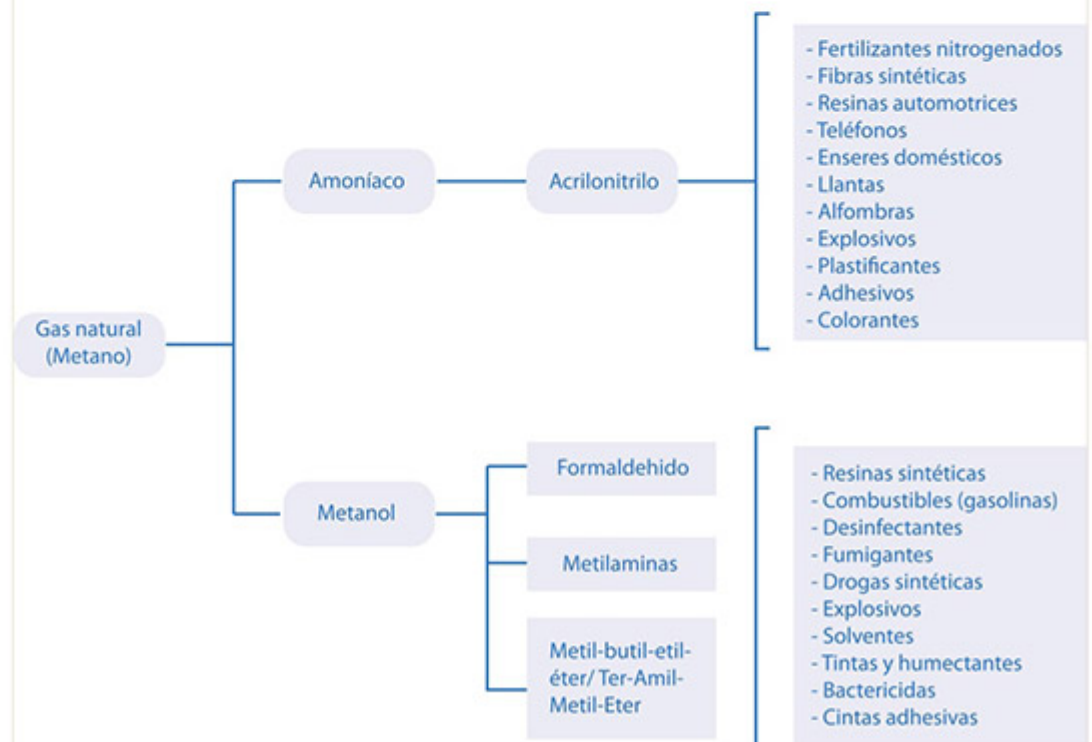 Gas natural
(Metano)
Amoníaco
Acrilonitrilo
- Fertilizantes nitrogenados
- Fibras sintéticas
- Resinas automotrices
- Teléfonos
- Enseres domésticos
- Llantas
- Alfombras
- Explosivos
- Plastificantes
- Adhesivos
- Colorantes
Metanol
Formaldehido
Metilaminas
Metil-butil-etil-
éter/ Ter-Amil-
Metil-Eter
- Resinas sintéticas
- Combustibles (gasolinas)
- Desinfectantes
- Fumigantes
- Drogas sintéticas
- Explosivos
- Solventes
- Tintas y humectantes
- Bactericidas
- Cintas adhesivas